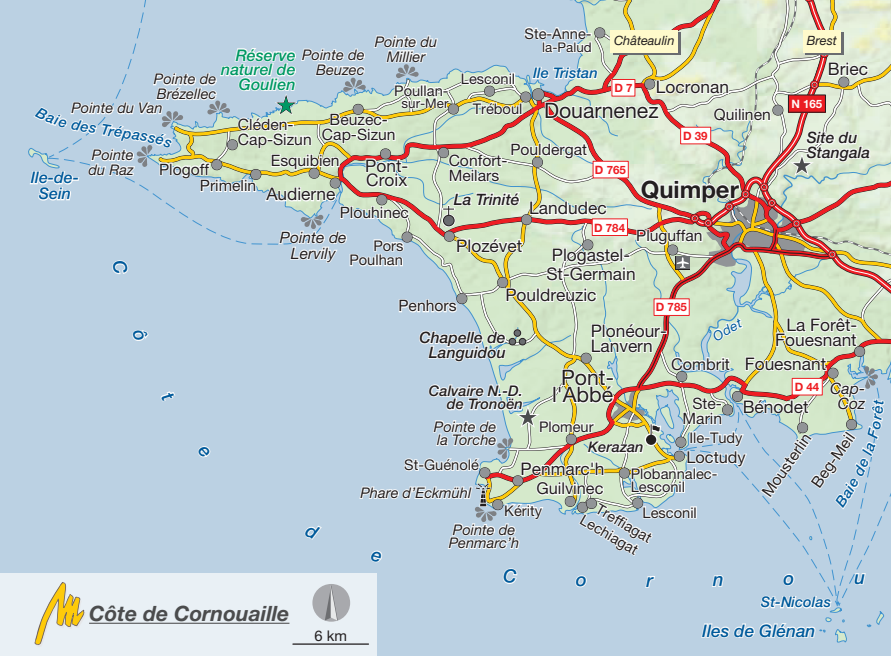 Ste-Anne-
la-Palud
Châteaulin
Brest
Pointe du
Millier
Réserve
naturel de
Goulien
Pointe de
Beuzec
Briec
Lesconil
Ile Tristan
Pointe de
Brézellec
Poullan-
sur-Mer
D 7
Locronan
N 165
Pointe du Van
Tréboul
Douarnenez
Quilinen
Baie des Trépassés
Cléden-
Cap-Sizun
Beuzec-
Cap-Sizun
D 39
Site du
Stangala
Pointe
du Raz
Pouldergat
Esquibien
Pont-
Croix
Confort-
Meilars
D 765
Plogoff
Ile-de-
Sein
Primelin
Audierne
Quimper
La Trinité
Plouhinec
Landudec
D 784
Pluguffan
Pointe de
Lervily
Pors
Poulhan
Plozévet
Plogastel-
St-Germain
Pouldreuzic
Penhors
D 785
Odet
La Forêt-
Fouesnant
Chapelle de
Languidou
Plonéour-
Lanvern
Combrit
Fouesnant
Pont-
l'Abbé
D 44
Cap-
Coz
Calvaire N.-D.
de Tronoën
Ste-
Marin
Bénodet
Pointe de
la Torche
Plomeur
Kerazan
Ile-Tudy
Loctudy
Mousterlin
Beg-Meil
Baie de la Forêt
St-Guénolé
Penmarc'h
Plobannalec-
Lesconil
Phare d'Eckmühl
Guilvinec
Kérity
Treffiagat
Lechiagat
Lesconil
Pointe de
Penmarc'h
Côte de Cornou
St-Nicolas
Iles de Glénan
Côte de Cornouaille
6 km